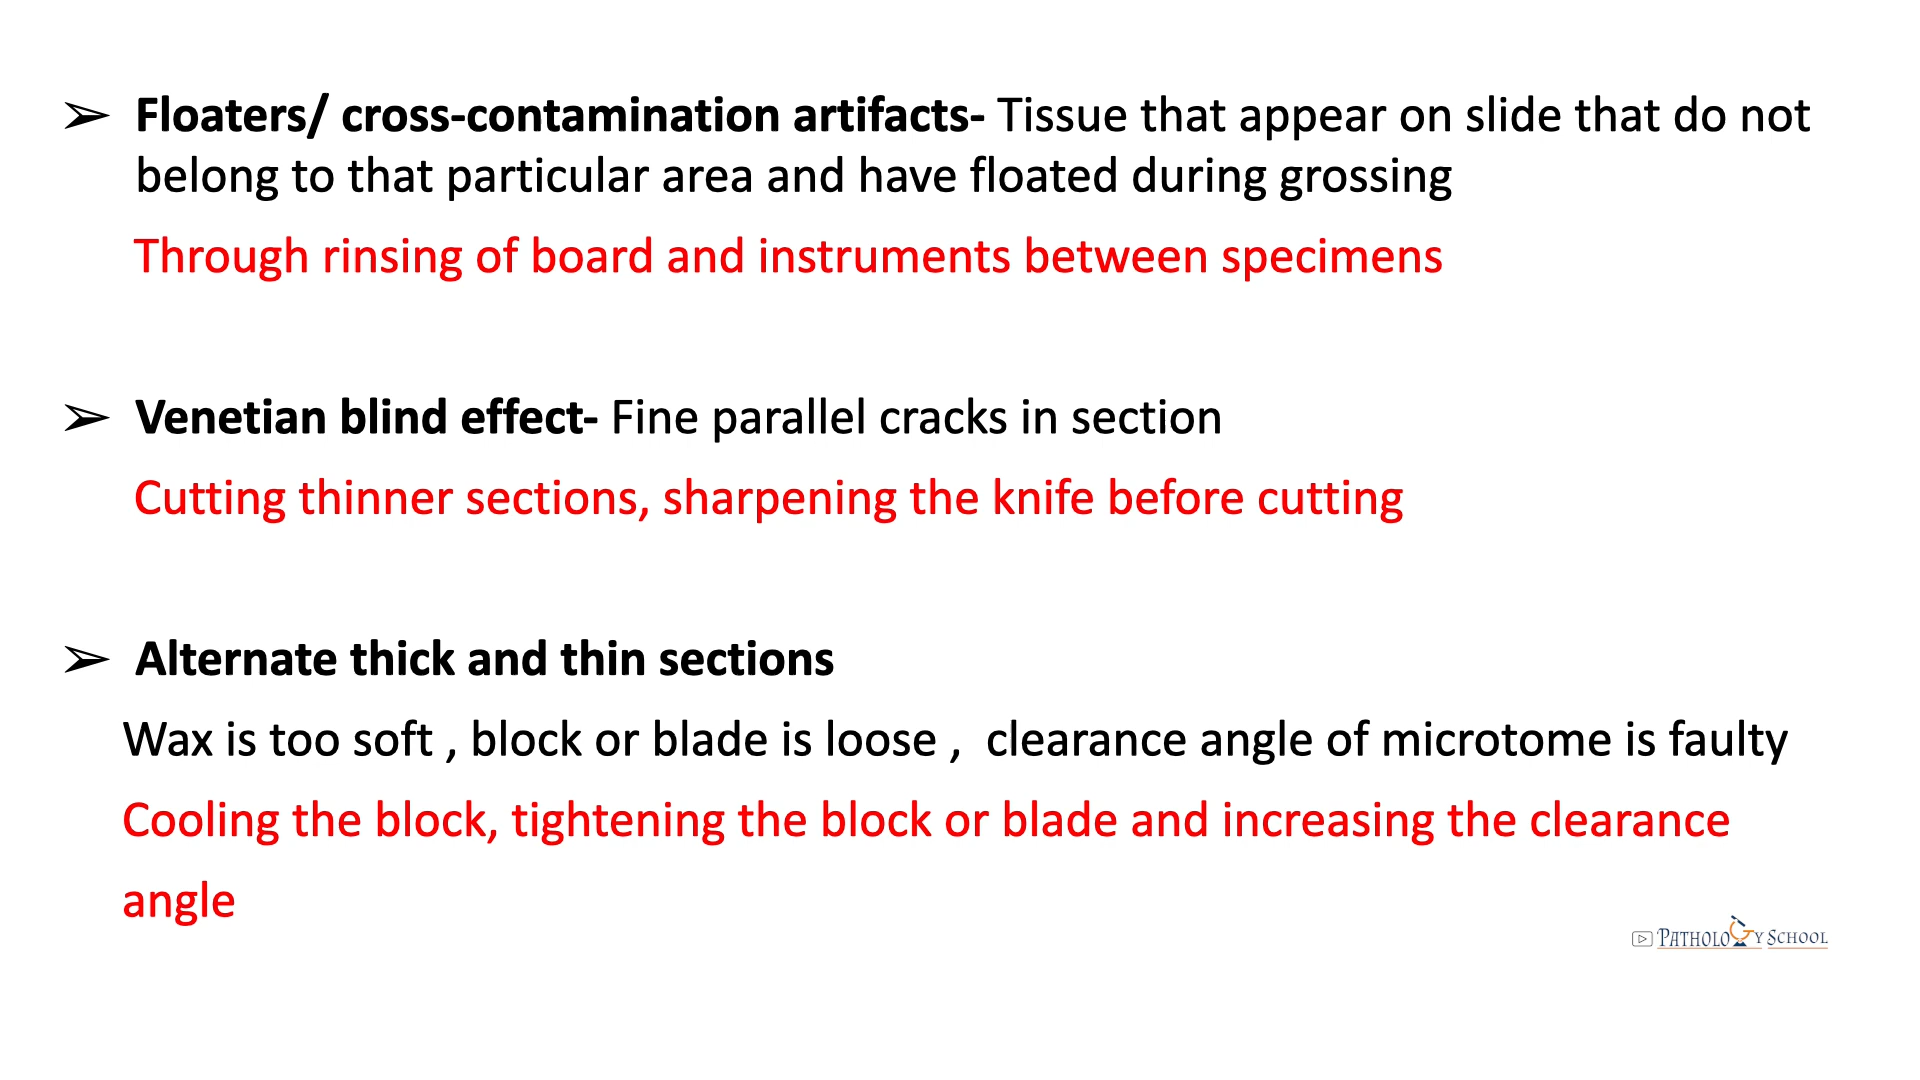 ➢ Floaters/ cross-contamination artifacts- Tissue that appear on slide that do not
belong to that particular area and have floated during grossing
Through rinsing of board and instruments between specimens
➢ Venetian blind effect- Fine parallel cracks in section
Cutting thinner sections, sharpening the knife before cutting
➢ Alternate thick and thin sections
Wax is too soft , block or blade is loose ,  clearance angle of microtome is faulty
Cooling the block, tightening the block or blade and increasing the clearance
angle
PATHOLOGY SCHOOL